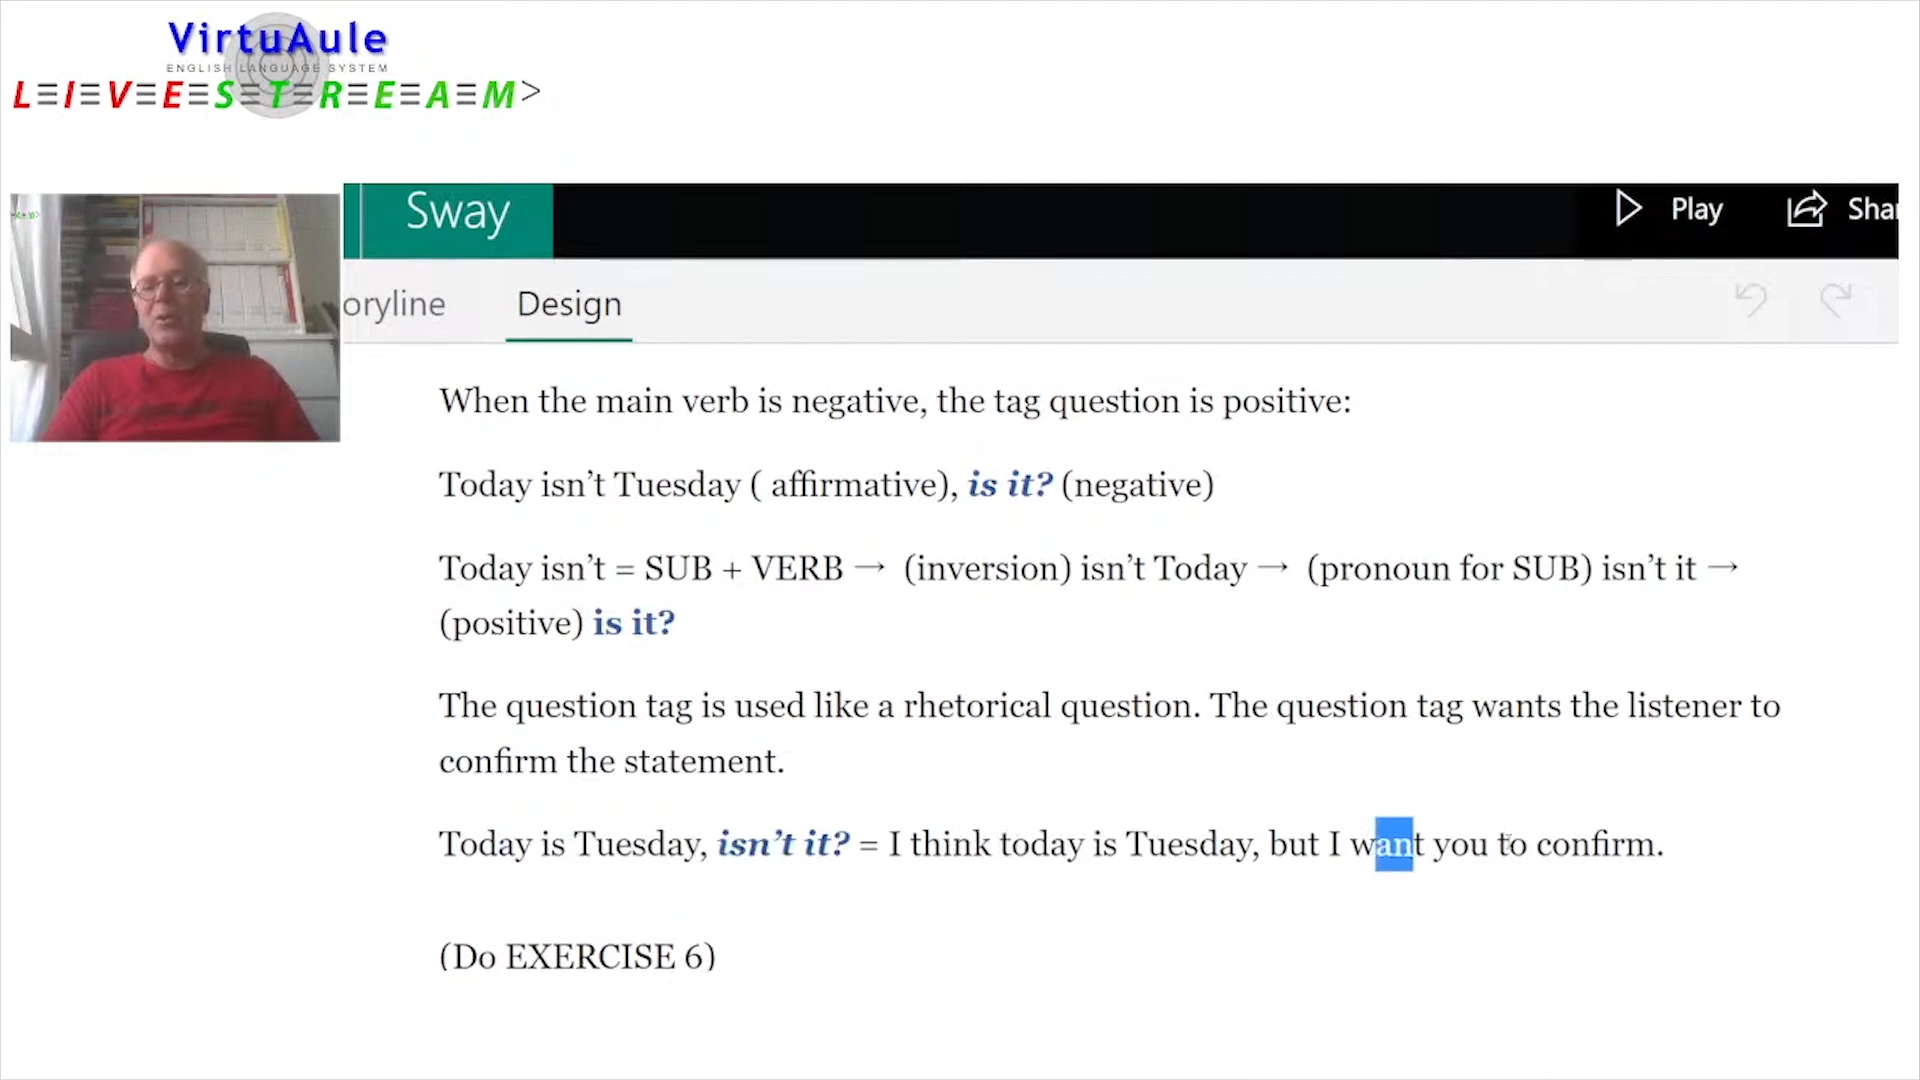 VirtuAule
ENGLISH LANGUAGE SYSTEM
L≡I≡V≡E≡S≡T≡R≡E≡A≡M>
Sway
Play
Shar
oryline
Design
When the main verb is negative, the tag question is positive:
Today isn’t Tuesday ( affirmative), is it? (negative)
Today isn’t = SUB + VERB → (inversion) isn’t Today → (pronoun for SUB) isn’t it →
(positive) is it?
The question tag is used like a rhetorical question. The question tag wants the listener to
confirm the statement.
Today is Tuesday, isn’t it? = I think today is Tuesday, but I want you to confirm.
(Do EXERCISE 6)